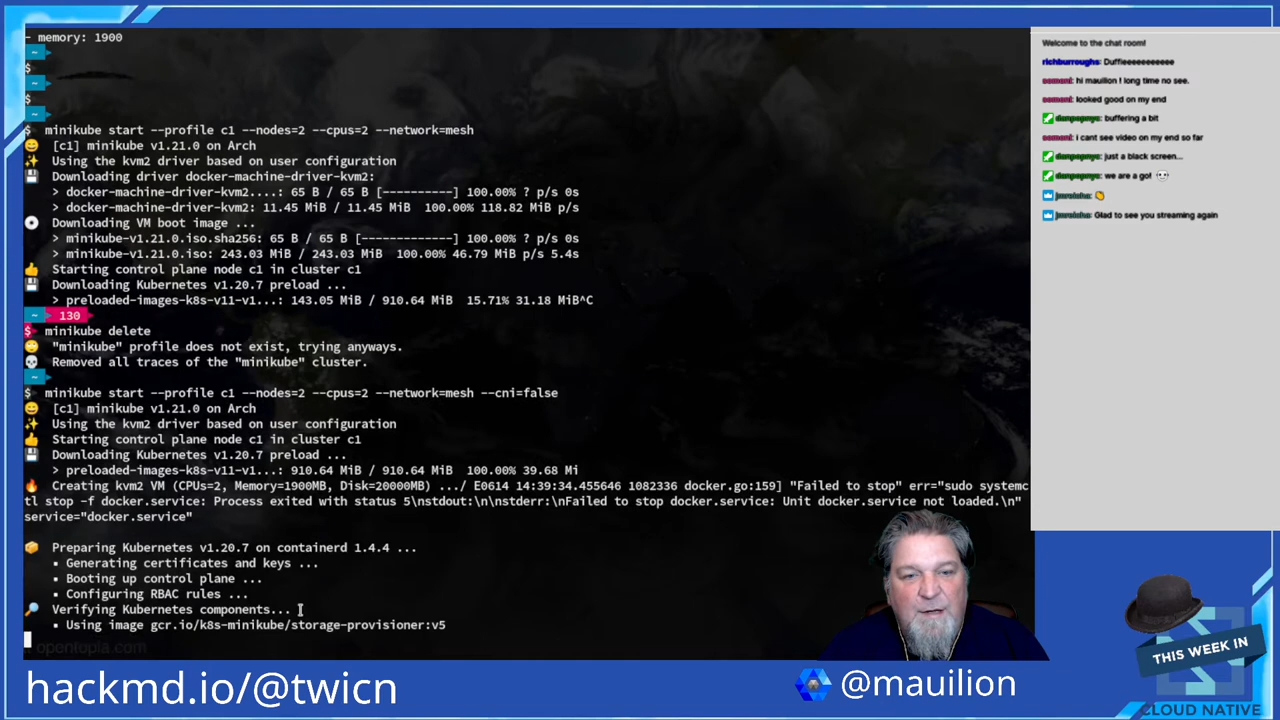 - memory: 1900
~
$
~
$
~
$ minikube start --profile c1 --nodes=2 --cpus=2 --network=mesh
[c1] minikube v1.21.0 on Arch
Using the kvm2 driver based on user configuration
Downloading driver docker-machine-driver-kvm2:
> docker-machine-driver-kvm2....: 65 B / 65 B [----------] 100.00% ? p/s 0s
> docker-machine-driver-kvm2: 11.45 MiB / 11.45 MiB 100.00% 118.82 MiB p/s
Downloading VM boot image ...
> minikube-v1.21.0.iso.sha256: 65 B / 65 B [-------------] 100.00% ? p/s 0s
> minikube-v1.21.0.iso: 243.03 MiB / 243.03 MiB 100.00% 46.79 MiB p/s 5.4s
Starting control plane node c1 in cluster c1
Downloading Kubernetes v1.20.7 preload ...
> preloaded-images-k8s-v11-v1...: 143.05 MiB / 910.64 MiB 15.71% 31.18 MiB^C
~ 130
$ minikube delete
"minikube" profile does not exist, trying anyways.
Removed all traces of the "minikube" cluster.
~
$ minikube start --profile c1 --nodes=2 --cpus=2 --network=mesh --cni=false
[c1] minikube v1.21.0 on Arch
Using the kvm2 driver based on user configuration
Starting control plane node c1 in cluster c1
Downloading Kubernetes v1.20.7 preload ...
> preloaded-images-k8s-v11-v1...: 910.64 MiB / 910.64 MiB 100.00% 39.68 Mi
Creating kvm2 VM (CPUs=2, Memory=1900MB, Disk=20000MB) .../ E0614 14:39:34.455646 1082336 docker.go:159] "Failed to stop" err="sudo systemc
tl stop -f docker.service: Process exited with status 5\nstdout:\n\nstderr:\nFailed to stop docker.service: Unit docker.service not loaded.\n"
service="docker.service"
Preparing Kubernetes v1.20.7 on containerd 1.4.4 ...
▪ Generating certificates and keys ...
▪ Booting up control plane ...
▪ Configuring RBAC rules ...
Verifying Kubernetes components...
▪ Using image gcr.io/k8s-minikube/storage-provisioner:v5
opentopia.com
Welcome to the chat room!
richburroughs: Duffieeeeeeeeeee
somani: hi mauilion ! long time no see.
somani: looked good on my end
danpopnyc: buffering a bit
somani: i cant see video on my end so far
danpopnyc: just a black screen...
danpopnyc: we are a go!
Glad to see you streaming again
hackmd.io/@twicn
@mauilion
THIS WEEK IN
CLOUD NATIVE